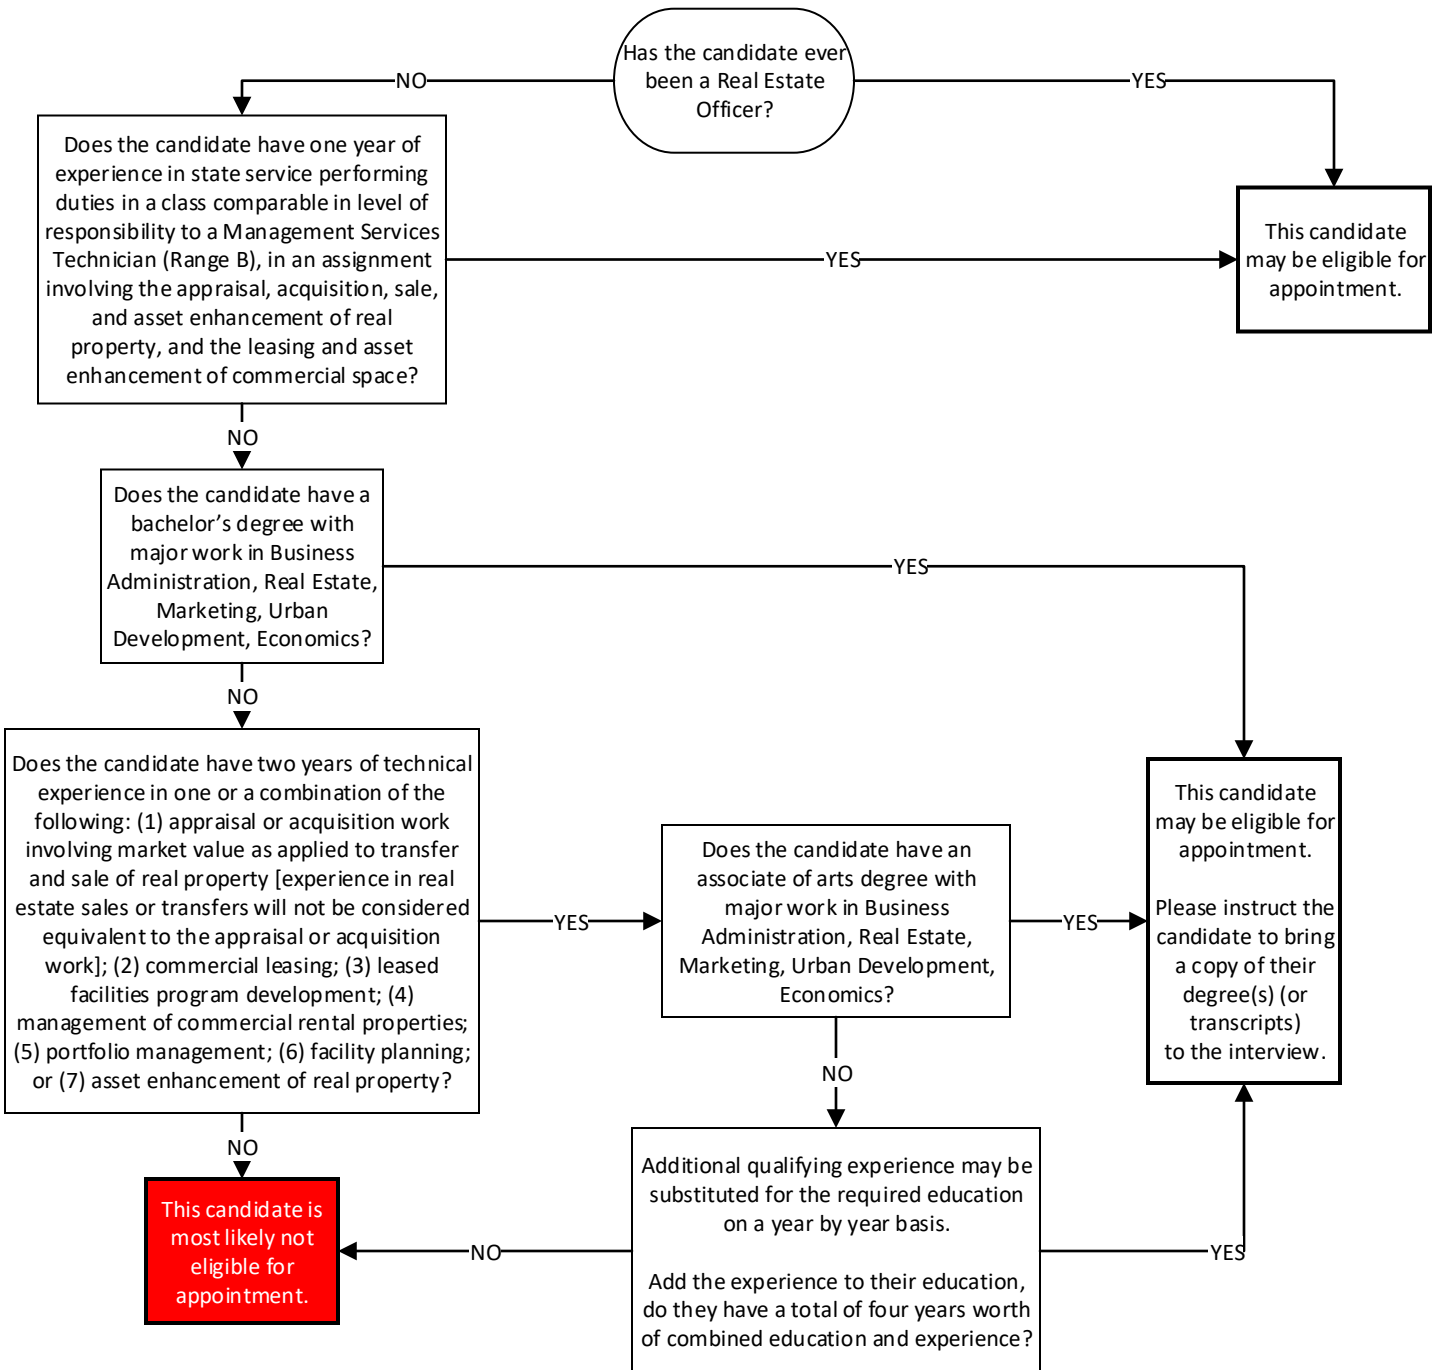 Has the candidate ever
been a Real Estate
Officer?
NO
YES
Does the candidate have one year of
experience in state service performing
duties in a class comparable in level of
responsibility to a Management Services
Technician (Range B), in an assignment
involving the appraisal, acquisition, sale,
and asset enhancement of real
property, and the leasing and asset
enhancement of commercial space?
YES
This candidate
may be eligible for
appointment.
NO
Does the candidate have a
bachelor’s degree with
major work in Business
Administration, Real Estate,
Marketing, Urban
Development, Economics?
YES
NO
Does the candidate have two years of technical
experience in one or a combination of the
following: (1) appraisal or acquisition work
involving market value as applied to transfer
and sale of real property [experience in real
estate sales or transfers will not be considered
equivalent to the appraisal or acquisition
work]; (2) commercial leasing; (3) leased
facilities program development; (4)
management of commercial rental properties;
(5) portfolio management; (6) facility planning;
or (7) asset enhancement of real property?
YES
Does the candidate have an
associate of arts degree with
major work in Business
Administration, Real Estate,
Marketing, Urban Development,
Economics?
YES
This candidate
may be eligible for
appointment.
Please instruct the
candidate to bring
a copy of their
degree(s) (or
transcripts)
to the interview.
NO
NO
This candidate is
most likely not
eligible for
appointment.
NO
Additional qualifying experience may be
substituted for the required education
on a year by year basis.
Add the experience to their education,
do they have a total of four years worth
of combined education and experience?
YES